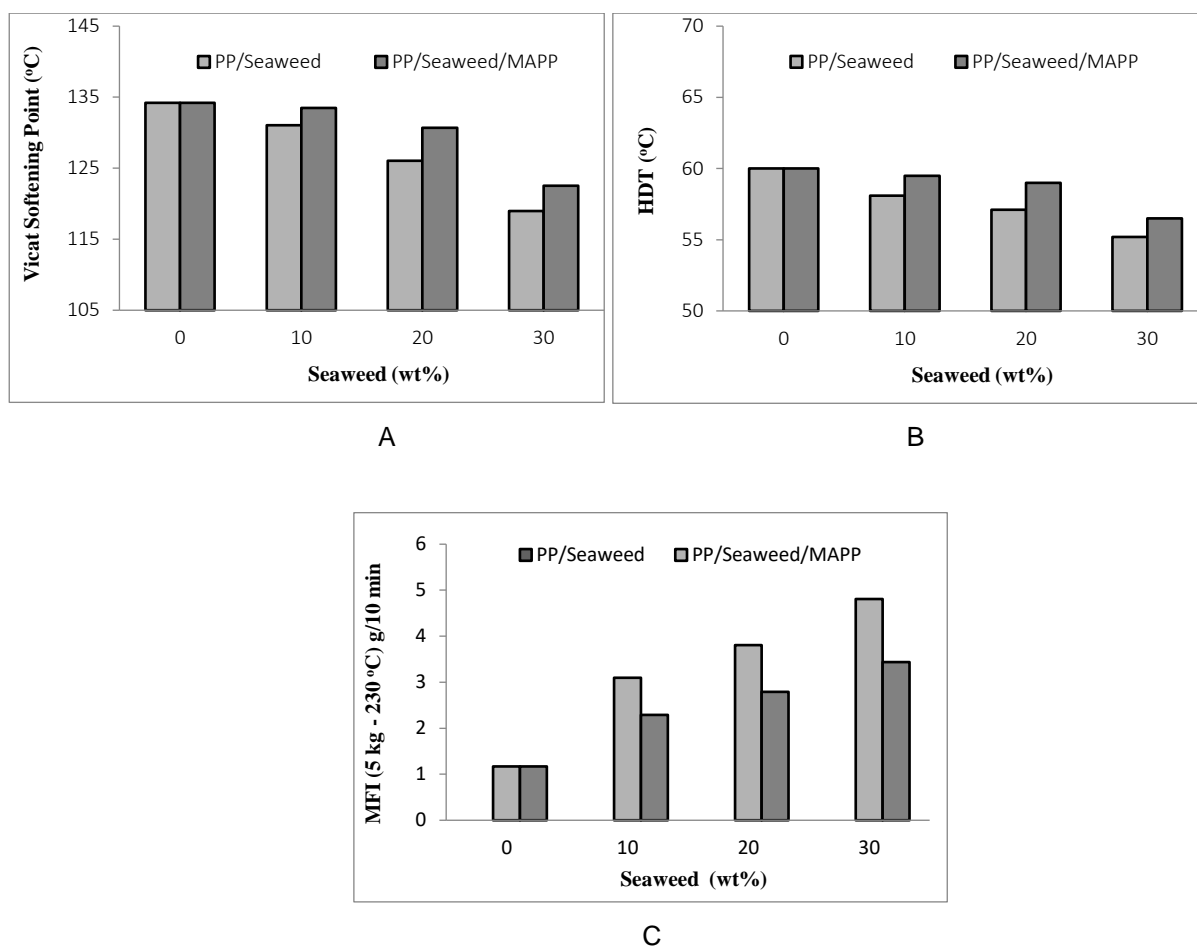 145
135
125
115
105
Vicat Softening Point (ºC)
PP/Seaweed PP/Seaweed/MAPP
0 10 20 30
Seaweed (wt%)
A
70
65
60
55
50
HDT (ºC)
PP/Seaweed PP/Seaweed/MAPP
0 10 20 30
Seaweed (wt%)
B
6
5
4
3
2
1
0
MFI (5 kg - 230 ºC) g/10 min
PP/Seaweed PP/Seaweed/MAPP
0 10 20 30
Seaweed (wt%)
C